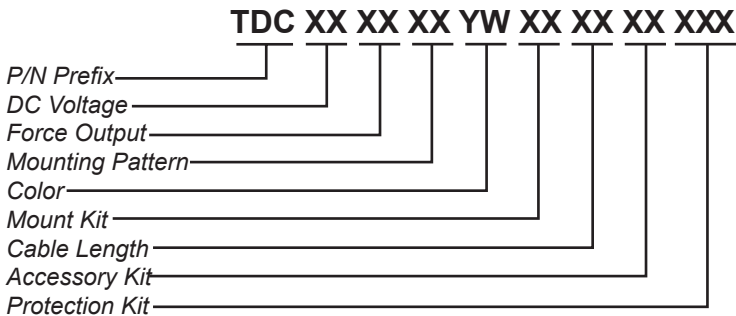 TDC XX XX XX YW XX XX XX XXX
P/N Prefix
DC Voltage
Force Output
Mounting Pattern
Color
Mount Kit
Cable Length
Accessory Kit
Protection Kit